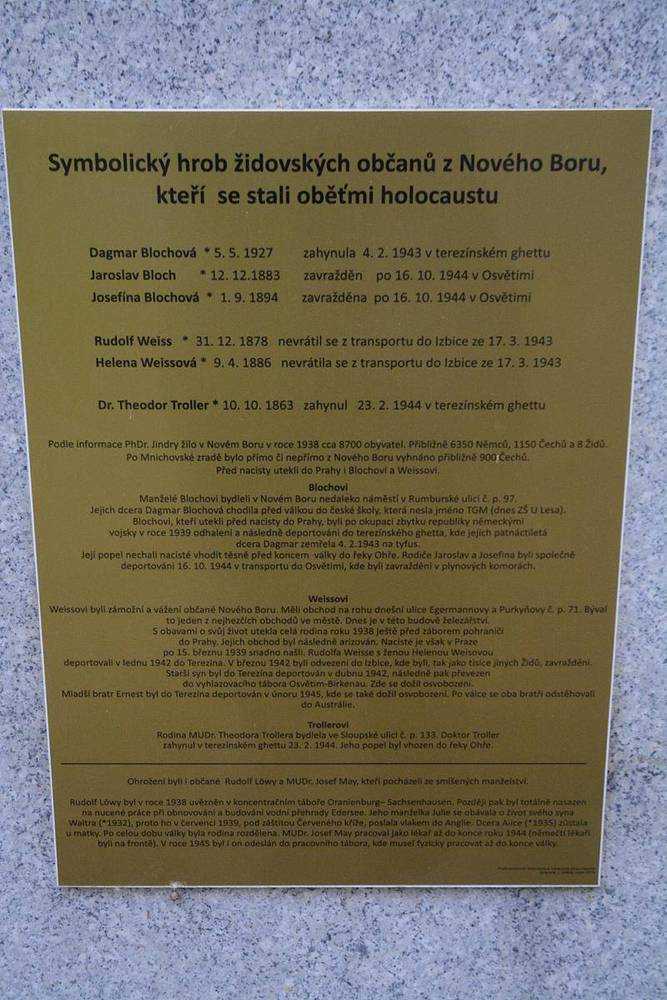 Symbolický hrob židovských občanů z Nového Boru,
kteří se stali oběťmi holocaustu
Dagmar Blochová * 5. 5. 1927 zahynula 4. 2. 1943 v terezínském ghettu
Jaroslav Bloch * 12. 12.1883 zavražděn po 16. 10. 1944 v Osvětimi
Josefína Blochová * 1. 9. 1894 zavražděna po 16. 10. 1944 v Osvětimi
Rudolf Weiss * 31. 12. 1878 nevrátil se z transportu do Izbice ze 17. 3. 1943
Helena Weissová * 9. 4. 1886 nevrátila se z transportu do Izbice ze 17. 3. 1943
Dr. Theodor Troller * 10. 10. 1863 zahynul 23. 2. 1944 v terezínském ghettu
Podle informace PhDr. Jindry žilo v Novém Boru v roce 1938 cca 8700 obyvatel. Přibližně 6350 Němců, 1150 Čechů a 8 Židů.
Po Mnichovské zradě bylo přímo či nepřímo z Nového Boru vyhnáno přibližně 900 Čechů.
Před nacisty utekli do Prahy i Blochovi a Weissovi.
Blochovi
Manželé Blochovi bydleli v Novém Boru nedaleko náměstí v Rumburské ulici č. p. 97.
Jejich dcera Dagmar Blochová chodila před válkou do české školy, která nesla jméno TGM (dnes ZŠ U Lesa).
Blochovi, kteří utekli před nacisty do Prahy, byli po okupaci zbytku republiky německými
vojsky v roce 1939 odhaleni a následně deportováni do terezínského ghetta, kde jejich patnáctiletá
dcera Dagmar zemřela 4. 2.1943 na tyfus.
Její popel nechali nacisté vhodit těsně před koncem války do řeky Ohře. Rodiče Jaroslav a Josefina byli společně
deportováni 16. 10. 1944 v transportu do Osvětimi, kde byli zavražděni v plynových komorách.
Weissovi
Weissovi byli zámožní a vážení občané Nového Boru. Měli obchod na rohu dnešní ulice Egermannovy a Purkyňovy č. p. 71. Býval
to jeden z nejhezčích obchodů ve městě. Dnes je v této budově železářství.
S obavami o svůj život utekla celá rodina roku 1938 ještě před záborem pohraničí
do Prahy. Jejich obchod byl následně arizován. Nacisté je však v Praze
po 15. březnu 1939 snadno našli. Rudolfa Weisse s ženou Helenou Weisovou
deportovali v lednu 1942 do Terezína. V březnu 1942 byli odvezeni do Izbice, kde byli, tak jako tisíce jiných Židů, zavražděni.
Starší syn byl do Terezína deportován v dubnu 1942, následně pak převezen
do vyhlazovacího tábora Osvětim-Birkenau. Zde se dožil osvobození.
Mladší bratr Ernest byl do Terezína deportován v únoru 1945, kde se také dožil osvobození. Po válce se oba bratři odstěhovali
do Austrálie.
Trollerovi
Rodina MUDr. Theodora Trollera bydlela ve Sloupské ulici č. p. 133. Doktor Troller
zahynul v terezínském ghettu 23. 2. 1944. Jeho popel byl vhozen do řeky Ohře.
Ohroženi byli i občané Rudolf Löwy a MUDr. Josef May, kteří pocházeli ze smíšených manželství.
Rudolf Löwy byl v roce 1938 uvězněn v koncentračním táboře Oranienburg– Sachsenhausen. Později pak byl totálně nasazen
na nucené práce při obnovování a budování vodní přehrady Edersee. Jeho manželka Julie se obávala o život svého syna
Waltra (*1932), proto ho v červenci 1939, pod záštitou Červeného kříže, poslala vlakem do Anglie. Dcera Alice (*1935) zůstala
u matky. Po celou dobu války byla rodina rozdělena. MUDr. Josef May pracoval jako lékař až do konce roku 1944 (němečtí lékaři
byli na frontě). V roce 1945 byl i on odeslán do pracovního tábora, kde musel fyzicky pracovat až do konce války.